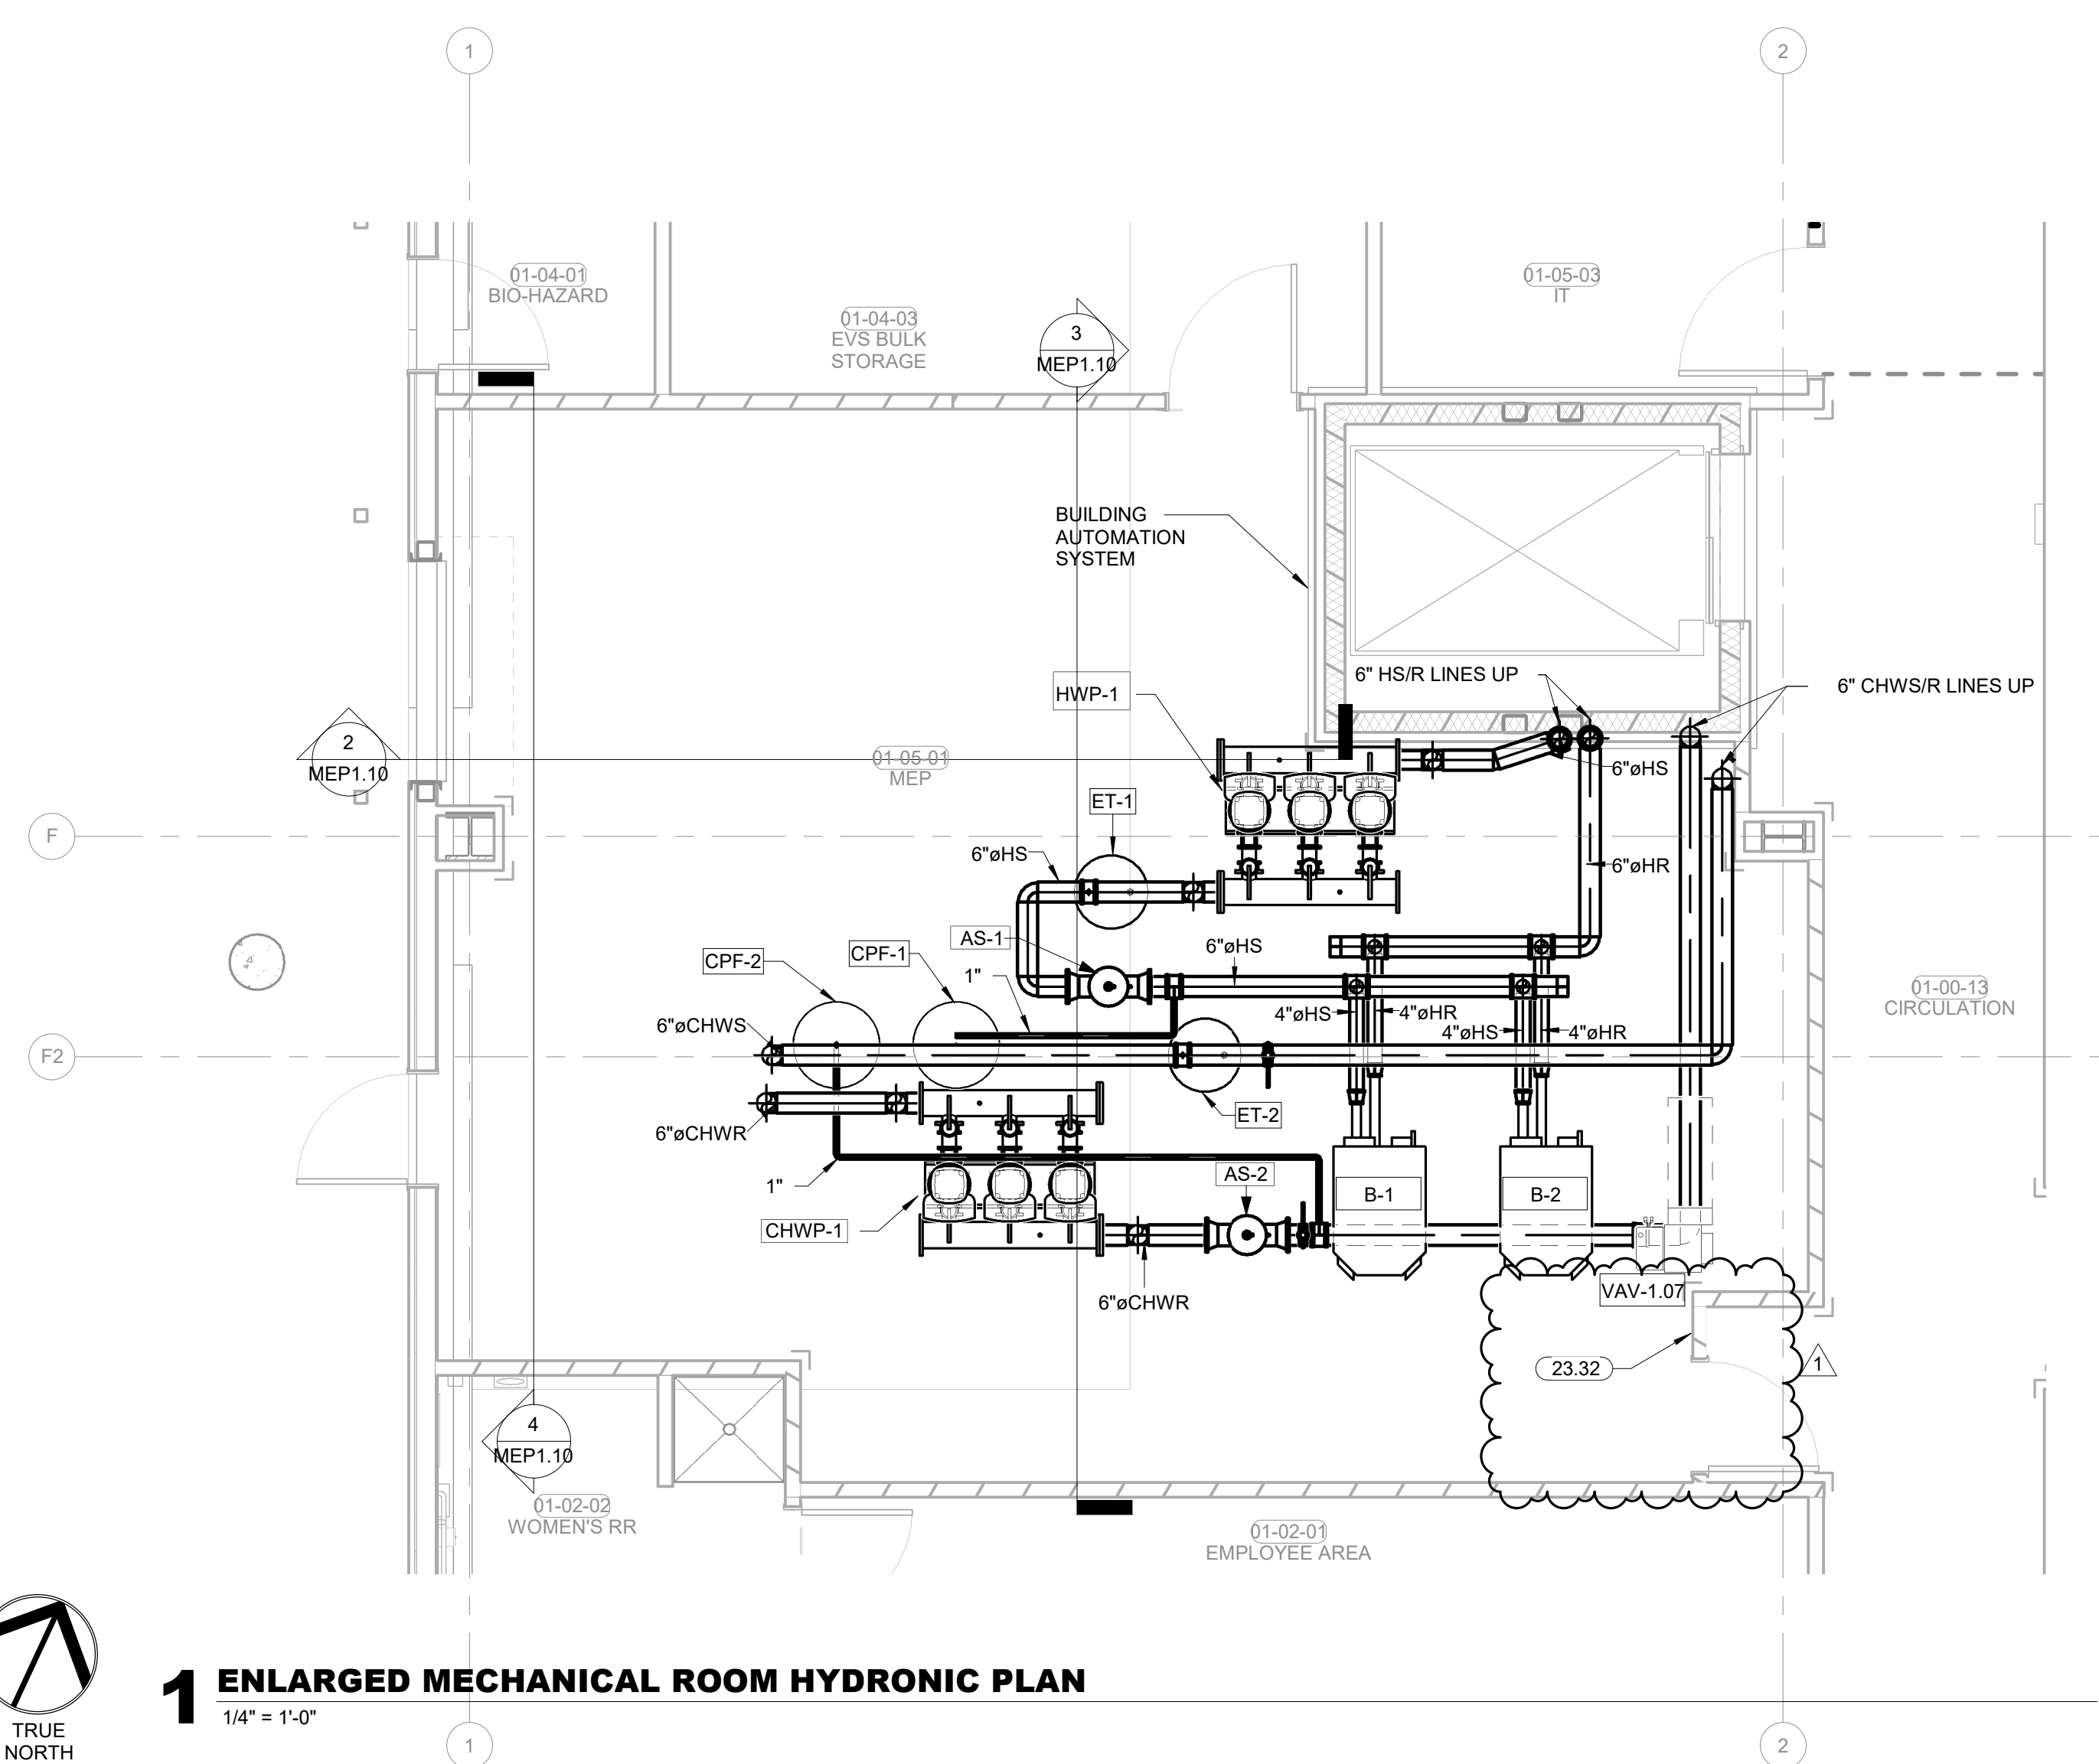 1
2
01-04-01
BIO-HAZARD
01-04-03
EVS BULK
STORAGE
3
MEP1.10
01-05-03
IT
BUILDING
AUTOMATION
SYSTEM
HWP-1
6" HS/R LINES UP
6" CHWS/R LINES UP
2
MEP1.10
01-05-01
MEP
6"øHS
ET-1
F
6"øHS
6"øHR
AS-1
6"øHS
CPF-2
CPF-1
1"
01-00-13
CIRCULATION
6"øCHWS
4"øHS
4"øHR
4"øHS
4"øHR
F2
ET-2
6"øCHWR
1"
AS-2
B-1
B-2
CHWP-1
6"øCHWR
VAV-1.07
23.32
1
4
MEP1.10
01-02-02
WOMEN'S RR
01-02-01
EMPLOYEE AREA
TRUE
NORTH
1
ENLARGED MECHANICAL ROOM HYDRONIC PLAN
1/4" = 1'-0"
1
2